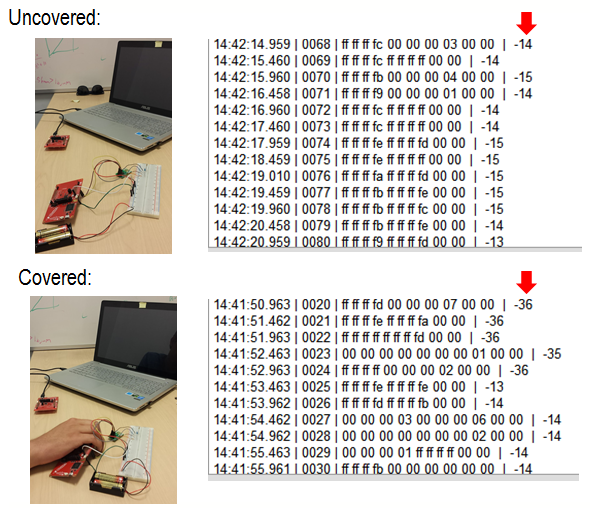 Uncovered:
14:42:14.959 | 0068 | ff ff ff fc 00 00 00 03 00 00 | -14
14:42:15.460 | 0069 | ff ff ff fc ff ff ff ff 00 00 | -14
14:42:15.960 | 0070 | ff ff ff fb 00 00 00 04 00 00 | -15
14:42:16.458 | 0071 | ff ff ff f9 00 00 00 01 00 00 | -14
14:42:16.960 | 0072 | ff ff ff fc ff ff ff ff 00 00 | -14
14:42:17.460 | 0073 | ff ff ff fc ff ff ff ff 00 00 | -14
14:42:17.959 | 0074 | ff ff ff fe ff ff ff fd 00 00 | -15
14:42:18.459 | 0075 | ff ff ff fe ff ff ff ff 00 00 | -15
14:42:19.010 | 0076 | ff ff ff fa ff ff ff fd 00 00 | -15
14:42:19.459 | 0077 | ff ff ff fb ff ff ff fe 00 00 | -15
14:42:19.960 | 0078 | ff ff ff fb ff ff ff fc 00 00 | -15
14:42:20.458 | 0079 | ff ff ff fb ff ff ff fe 00 00 | -14
14:42:20.959 | 0080 | ff ff ff f9 ff ff ff fd 00 00 | -13
Covered:
14:41:50.963 | 0020 | ff ff ff fd 00 00 00 07 00 00 | -36
14:41:51.462 | 0021 | ff ff ff fe ff ff ff fa 00 00 | -36
14:41:51.963 | 0022 | ff ff ff ff ff ff ff fd 00 00 | -36
14:41:52.463 | 0023 | 00 00 00 00 00 00 00 01 00 00 | -35
14:41:52.963 | 0024 | ff ff ff ff 00 00 00 02 00 00 | -36
14:41:53.463 | 0025 | ff ff ff fe ff ff ff fe 00 00 | -13
14:41:53.962 | 0026 | ff ff ff fd ff ff ff fb 00 00 | -14
14:41:54.462 | 0027 | 00 00 00 03 00 00 00 06 00 00 | -14
14:41:54.962 | 0028 | 00 00 00 00 00 00 00 02 00 00 | -14
14:41:55.463 | 0029 | 00 00 00 01 ff ff ff ff 00 00 | -14
14:41:55.961 | 0030 | ff ff ff fb 00 00 00 00 00 00 | -14